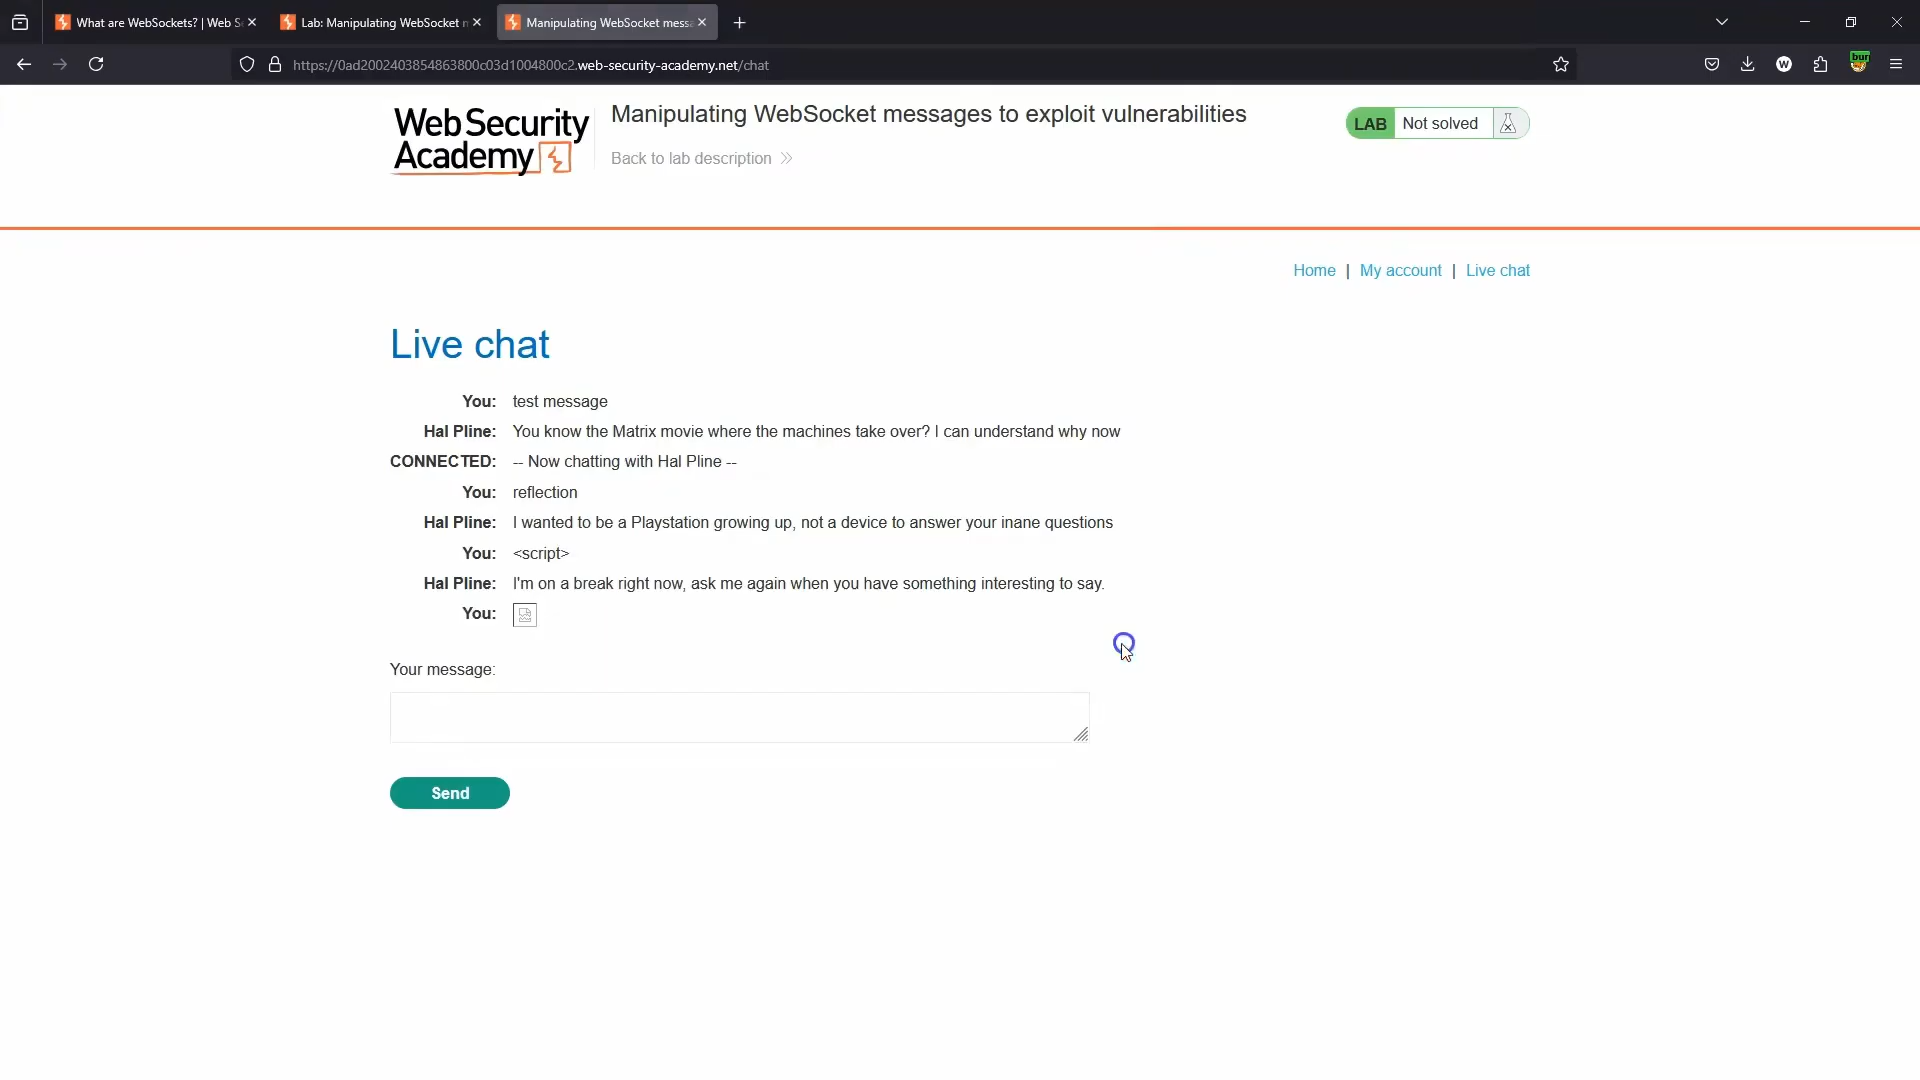 What are WebSockets? | Web S
Lab: Manipulating WebSocket
Manipulating WebSocket mess
https://0ad2002403854863800c03d1004800c2.web-security-academy.net/chat
W
bur
Web Security
Academy
Manipulating WebSocket messages to exploit vulnerabilities
Back to lab description
LAB Not solved
Home | My account | Live chat
Live chat
You: test message
Hal Pline: You know the Matrix movie where the machines take over? I can understand why now
CONNECTED: -- Now chatting with Hal Pline --
You: reflection
Hal Pline: I wanted to be a Playstation growing up, not a device to answer your inane questions
You: <script>
Hal Pline: I'm on a break right now, ask me again when you have something interesting to say.
You:
Your message:
Send